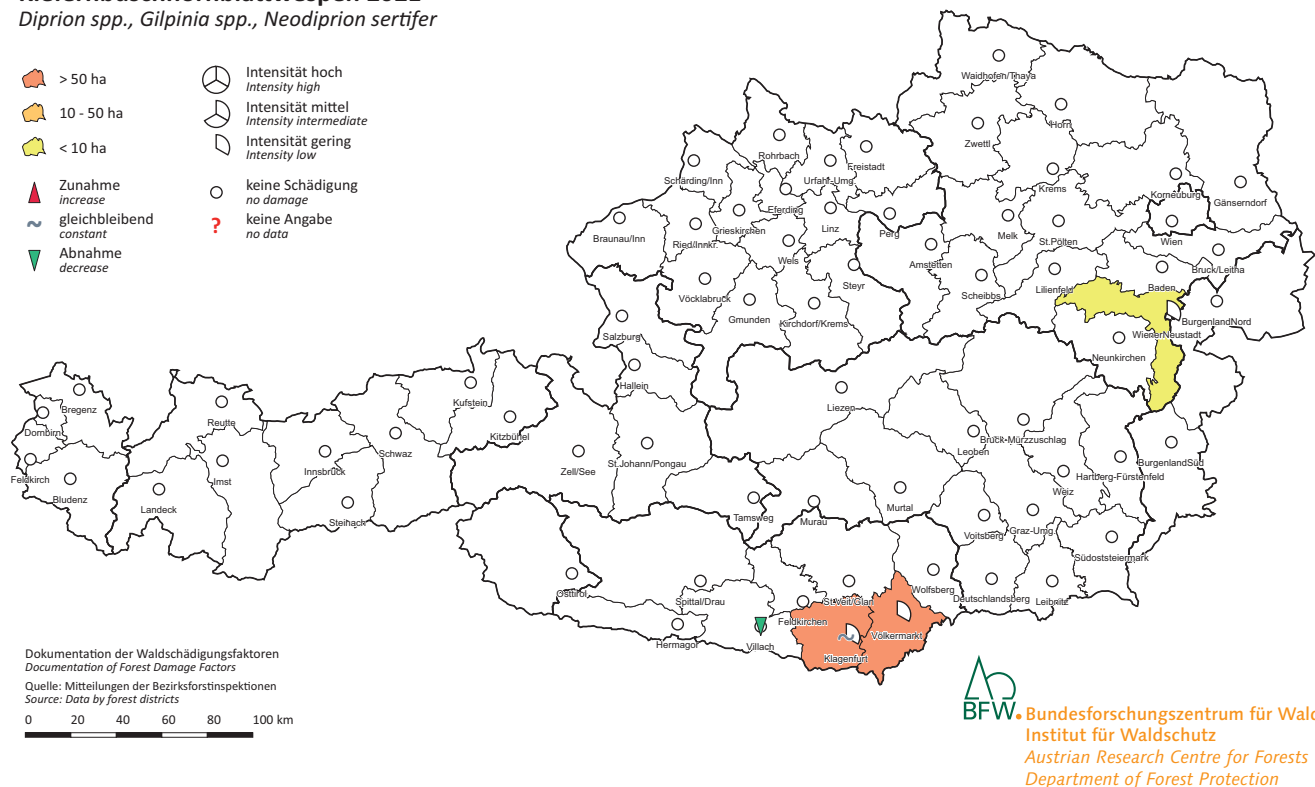 Diprion spp., Gilpinia spp., Neodiprion sertifer
> 50 ha
10 - 50 ha
< 10 ha
Zunahme
increase
~ gleichbleibend
constant
Abnahme
decrease
Intensität hoch
Intensity high
Intensität mittel
Intensity intermediate
Intensität gering
Intensity low
keine Schädigung
no damage
? keine Angabe
no data
Waidhofen/Thaya
Horn
Zwettl
Rohrbach
Freistadt
Schärding/Inn
Urfahr-Umg.
Krems
Korneuburg
Gänserndorf
Eferding
Grieskirchen
Linz
Braunau/Inn
Ried/Innkr.
Perg
Melk
St.Pölten
Wien
Wels
Amstetten
Bruck/Leitha
Steyr
Scheibbs
Lilienfeld
Baden
Vöcklabruck
Gmunden
Kirchdorf/Krems
BurgenlandNord
WienerNeustadt
Salzburg
Neunkirchen
Hallein
Kufstein
Liezen
Bregenz
Reutte
Dornbirn
Kitzbühel
Bruck-Mürzzuschlag
Leoben
Schwaz
Innsbruck
Zell/See
St.Johann/Pongau
BurgenlandSüd
Feldkirch
Imst
Hartberg-Fürstenfeld
Bludenz
Landeck
Weiz
Steinach
Tamsweg
Murau
Murtal
Voitsberg
Graz-Umg.
Südoststeiermark
Osttirol
Spittal/Drau
St.Veit/Glan
Wolfsberg
Deutschlandsberg
Leibnitz
Feldkirchen
Hermagor
Villach
Völkermarkt
~
Klagenfurt
Dokumentation der Waldschädigungsfaktoren
Documentation of Forest Damage Factors
Quelle: Mitteilungen der Bezirksforstinspektionen
Source: Data by forest districts
0 20 40 60 80 100 km
BFW.
Bundesforschungszentrum für Wald
Institut für Waldschutz
Austrian Research Centre for Forests
Department of Forest Protection